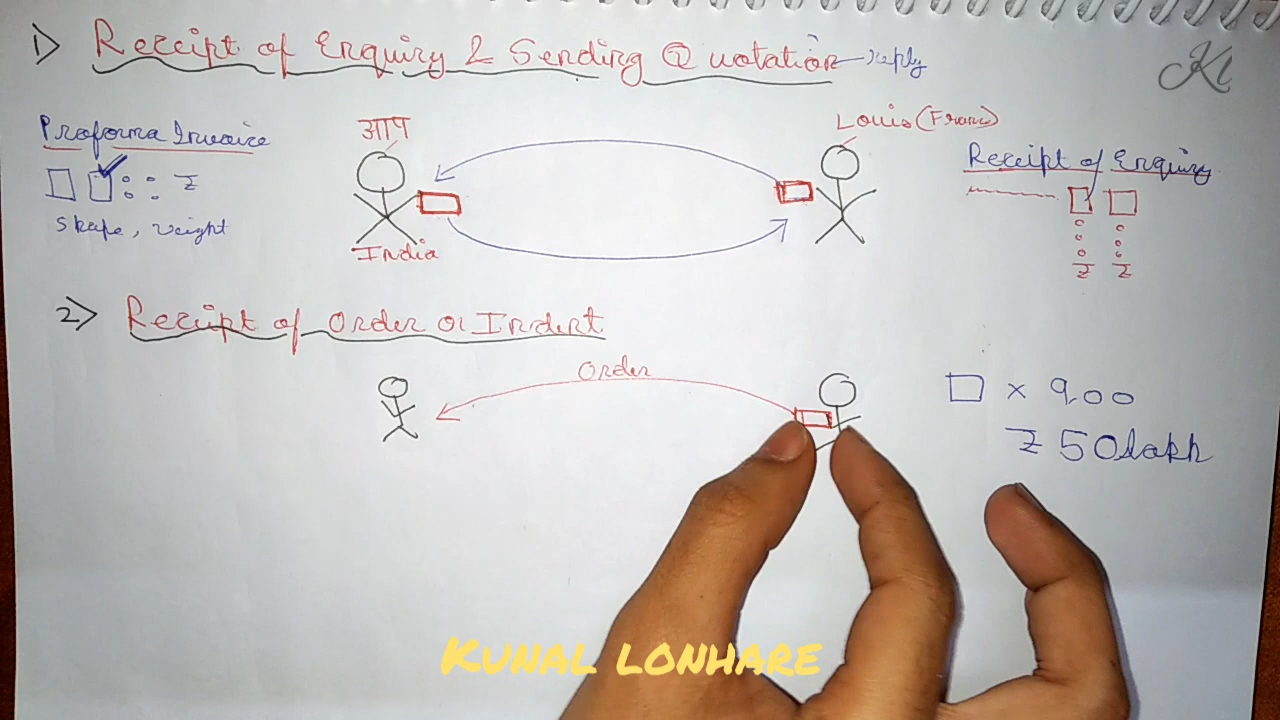 1> Receipt of Enquiry & Sending Quotation - reply
Kl
Proforma Invoice
आप
Louis (Franc)
Receipt of Enquiry
shape, weight
India
2> Receipt of Order or Indent
Order
□ × 900
₹ 50 lakh
KUNAL LONHARE